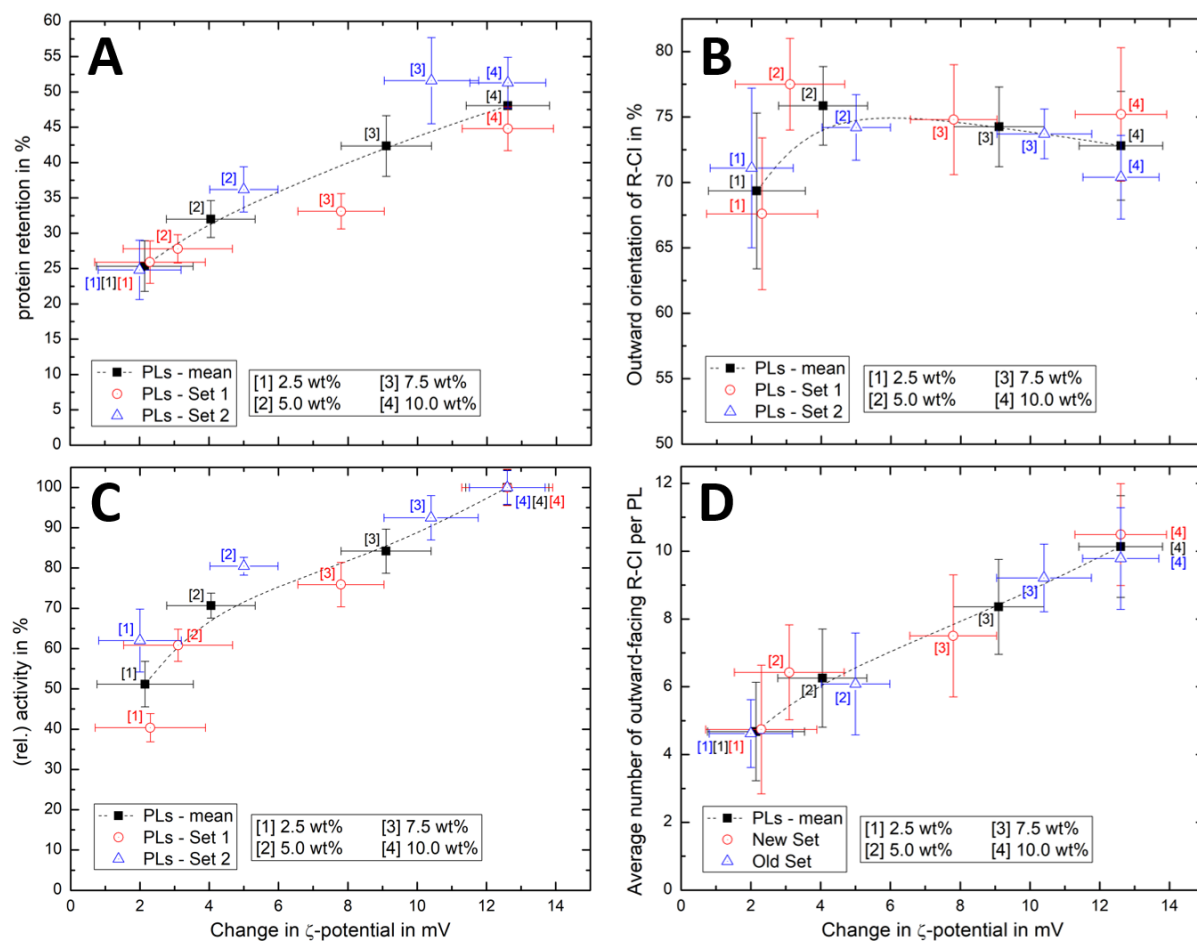 A
protein retention in %
60
55
50
45
40
35
30
25
20
15
10
5
0
[1] [1] [1]
[2]
[2]
[2]
[3]
[3]
[3]
[4]
[4]
[4]
PLs - mean
PLs - Set 1
PLs - Set 2
[1] 2.5 wt% [3] 7.5 wt%
[2] 5.0 wt% [4] 10.0 wt%
B
Outward orientation of R-CI in %
80
75
70
65
60
55
50
[1]
[1]
[1]
[2]
[2]
[2]
[3]
[3]
[3]
[4]
[4]
[4]
PLs - mean
PLs - Set 1
PLs - Set 2
[1] 2.5 wt% [3] 7.5 wt%
[2] 5.0 wt% [4] 10.0 wt%
C
(rel.) activity in %
100
90
80
70
60
50
40
30
20
10
0
[1]
[1]
[1]
[2]
[2]
[2]
[3]
[3]
[3]
[4] [4] [4]
PLs - mean
PLs - Set 1
PLs - Set 2
[1] 2.5 wt% [3] 7.5 wt%
[2] 5.0 wt% [4] 10.0 wt%
0 2 4 6 8 10 12 14
Change in ζ-potential in mV
D
Average number of outward-facing R-CI per PL
12
10
8
6
4
2
0
[1] [1] [1]
[2]
[2]
[2]
[3]
[3]
[3]
[4]
[4]
[4]
PLs - mean
New Set
Old Set
[1] 2.5 wt% [3] 7.5 wt%
[2] 5.0 wt% [4] 10.0 wt%
0 2 4 6 8 10 12 14
Change in ζ-potential in mV